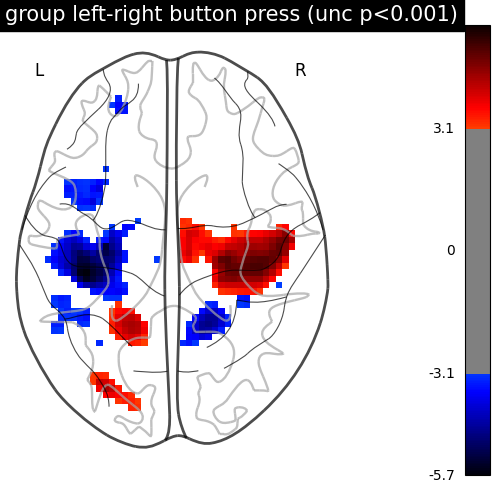 group left-right button press (unc p<0.001)
L
R
3.1
0
-3.1
-5.7